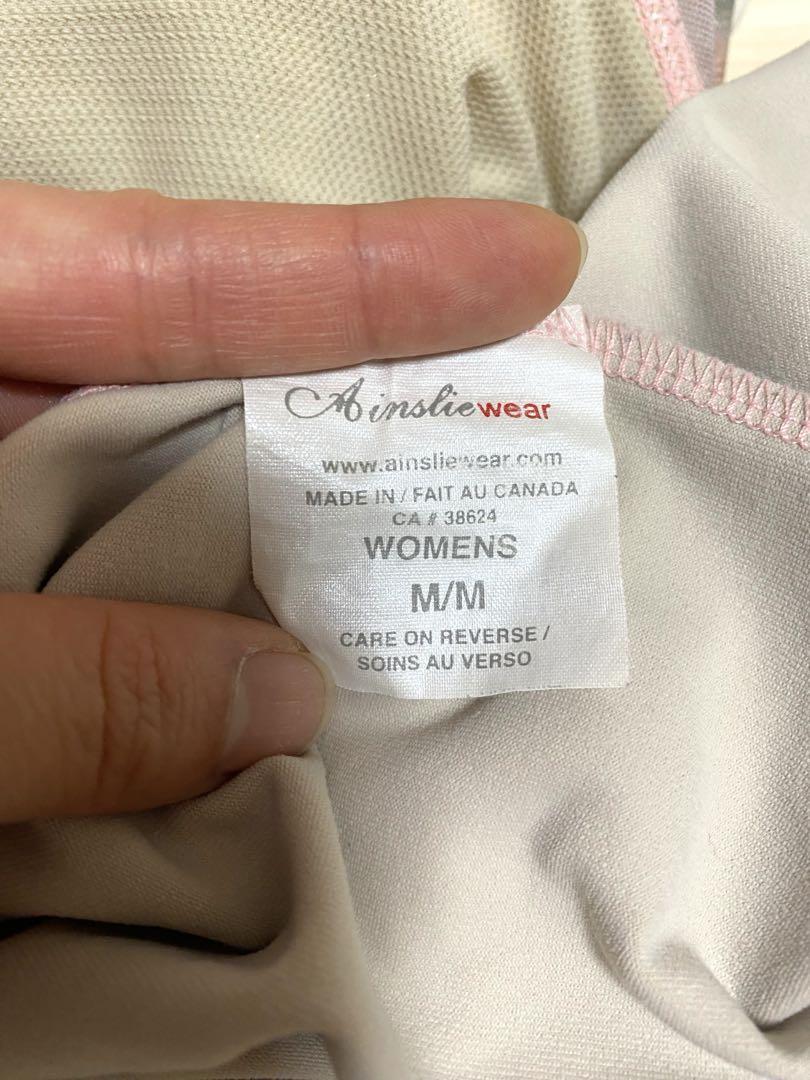 Ainsliewear
www.ainsliewear.com
MADE IN / FAIT AU CANADA
CA # 38624
WOMENS
M/M
CARE ON REVERSE /
SOINS AU VERSO